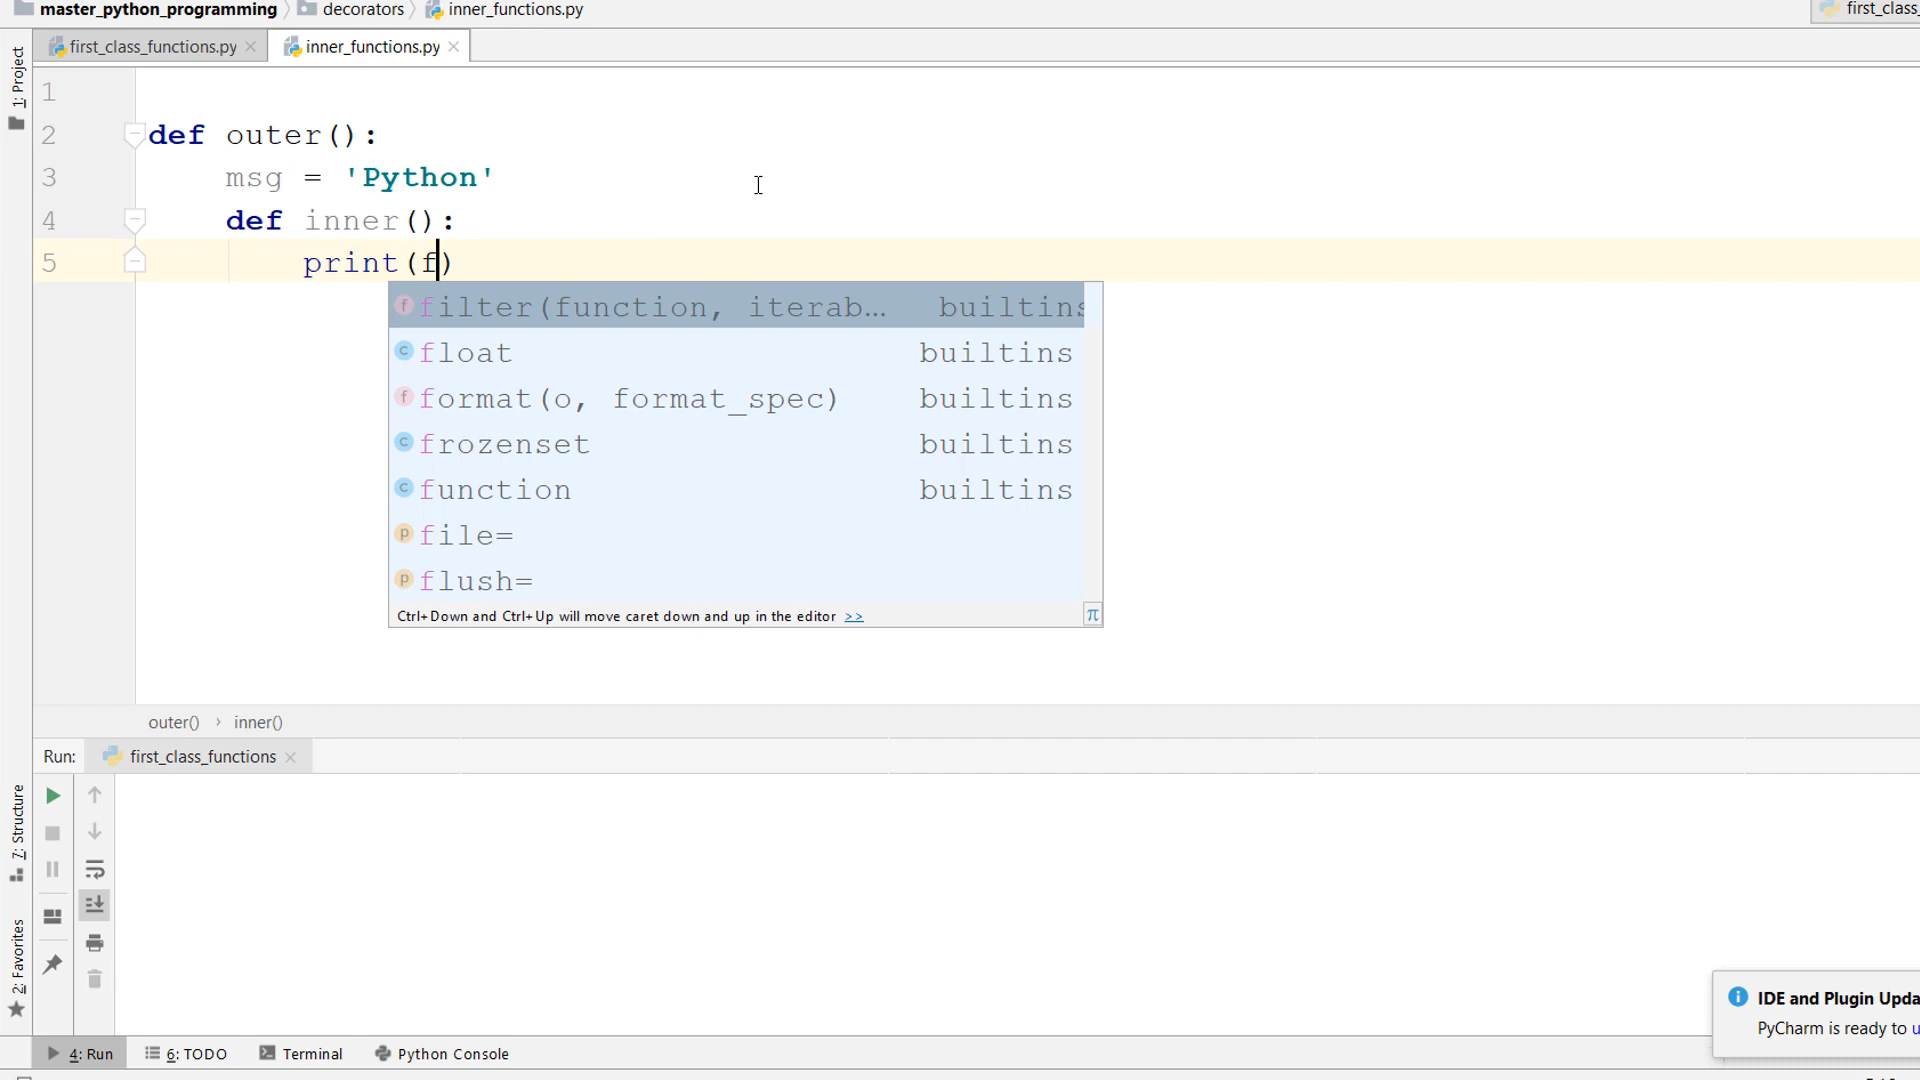 master_python_programming decorators inner_functions.py first_class_
first_class_functions.py inner_functions.py
1: Project
1
2 def outer():
3 msg = 'Python'
4 def inner():
5 print(f)
filter(function, iterab… builtins
float builtins
format(o, format_spec) builtins
frozenset builtins
function builtins
file=
flush=
Ctrl+Down and Ctrl+Up will move caret down and up in the editor >>
π
outer() › inner()
Run: first_class_functions
7: Structure
2: Favorites
IDE and Plugin Upda
PyCharm is ready to u
4: Run 6: TODO Terminal Python Console